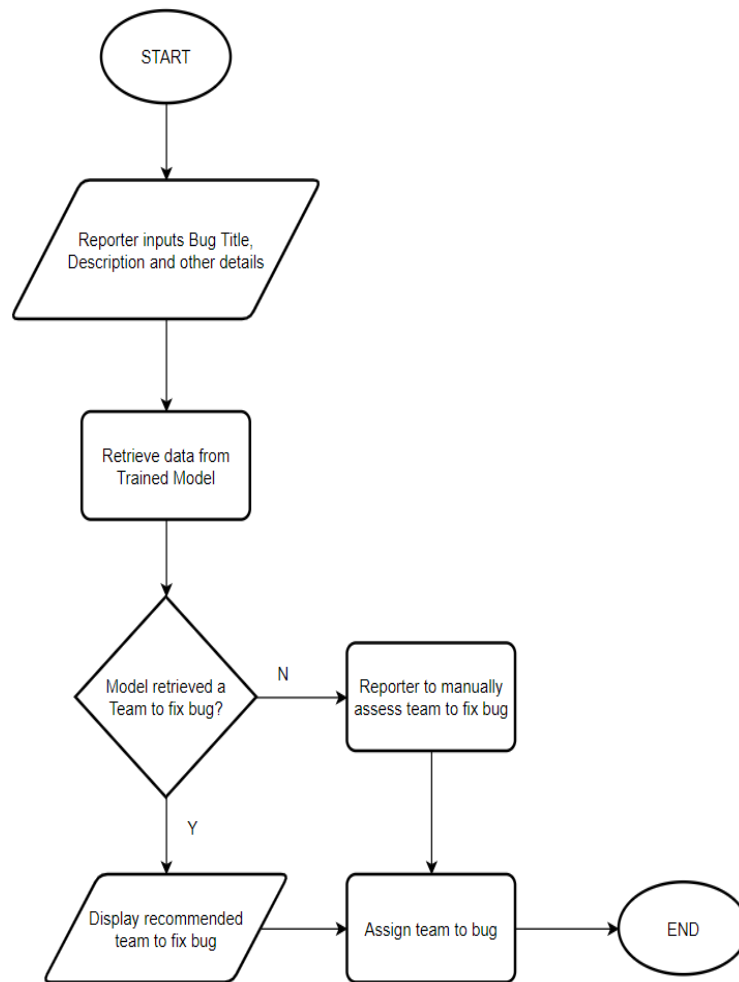 START
Reporter inputs Bug Title,
Description and other details
Retrieve data from
Trained Model
Model retrieved a
Team to fix bug?
N
Reporter to manually
assess team to fix bug
Y
Display recommended
team to fix bug
Assign team to bug
END